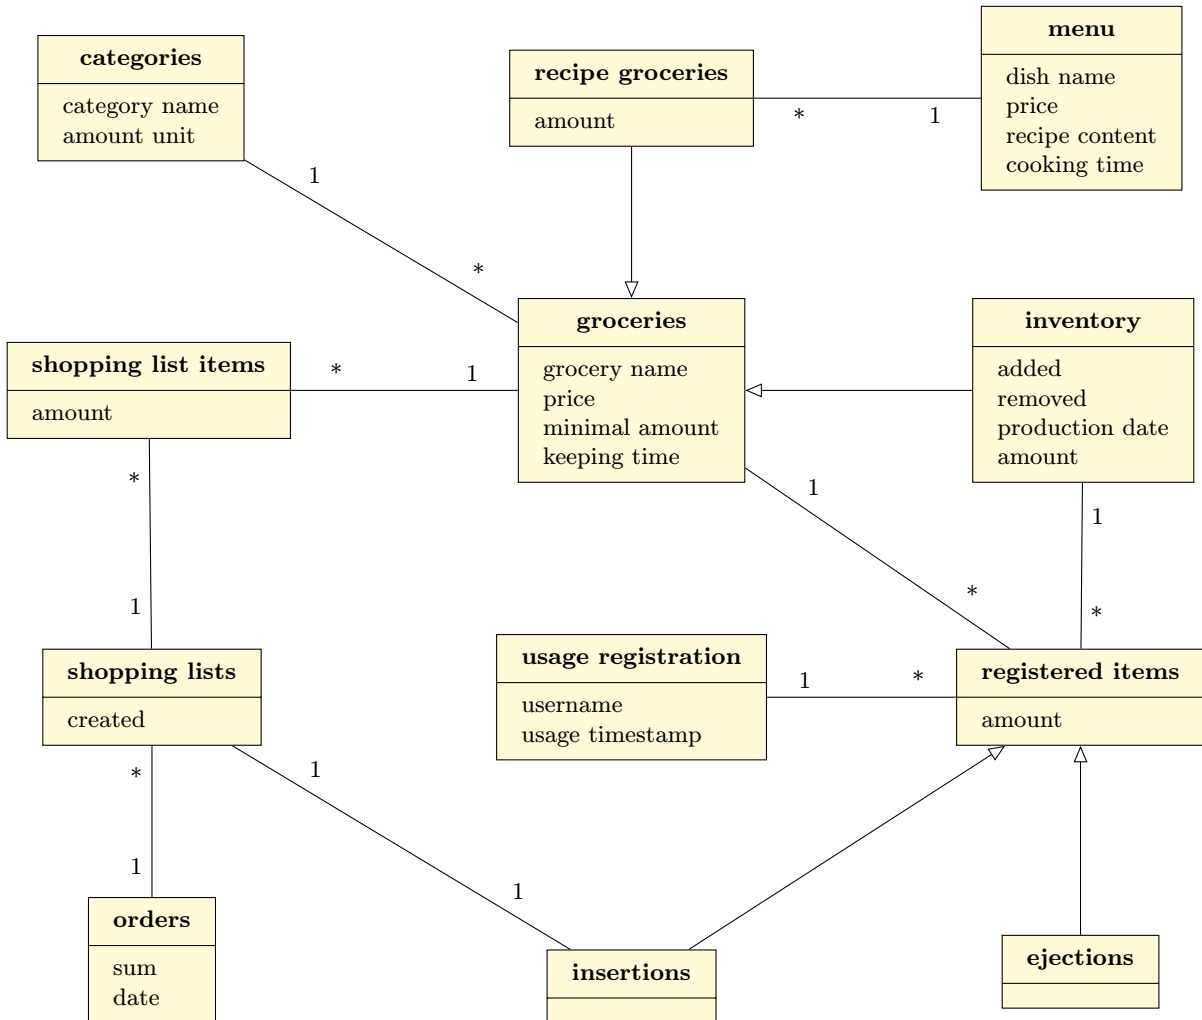 menu
dish name
price
recipe content
cooking time
categories
category name
amount unit
recipe groceries
amount
*
1
1
*
groceries
grocery name
price
minimal amount
keeping time
inventory
added
removed
production date
amount
shopping list items
amount
*
1
*
1
1
*
1
*
shopping lists
created
usage registration
username
usage timestamp
1
*
registered items
amount
*
1
1
1
orders
sum
date
insertions
ejections